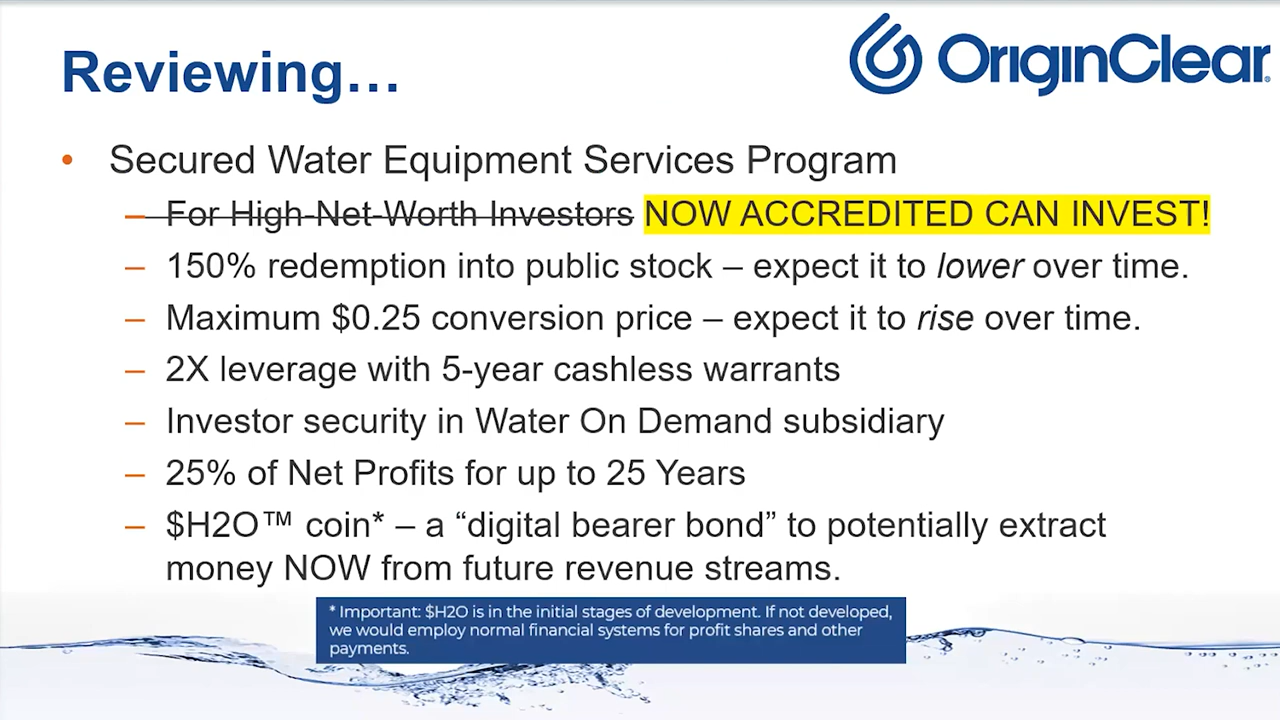 Reviewing…
OriginClear®
• Secured Water Equipment Services Program
– For High-Net-Worth Investors NOW ACCREDITED CAN INVEST!
– 150% redemption into public stock – expect it to lower over time.
– Maximum $0.25 conversion price – expect it to rise over time.
– 2X leverage with 5-year cashless warrants
– Investor security in Water On Demand subsidiary
– 25% of Net Profits for up to 25 Years
– $H2O™ coin* – a “digital bearer bond” to potentially extract
money NOW from future revenue streams.
* Important: $H2O is in the initial stages of development. If not developed,
we would employ normal financial systems for profit shares and other
payments.